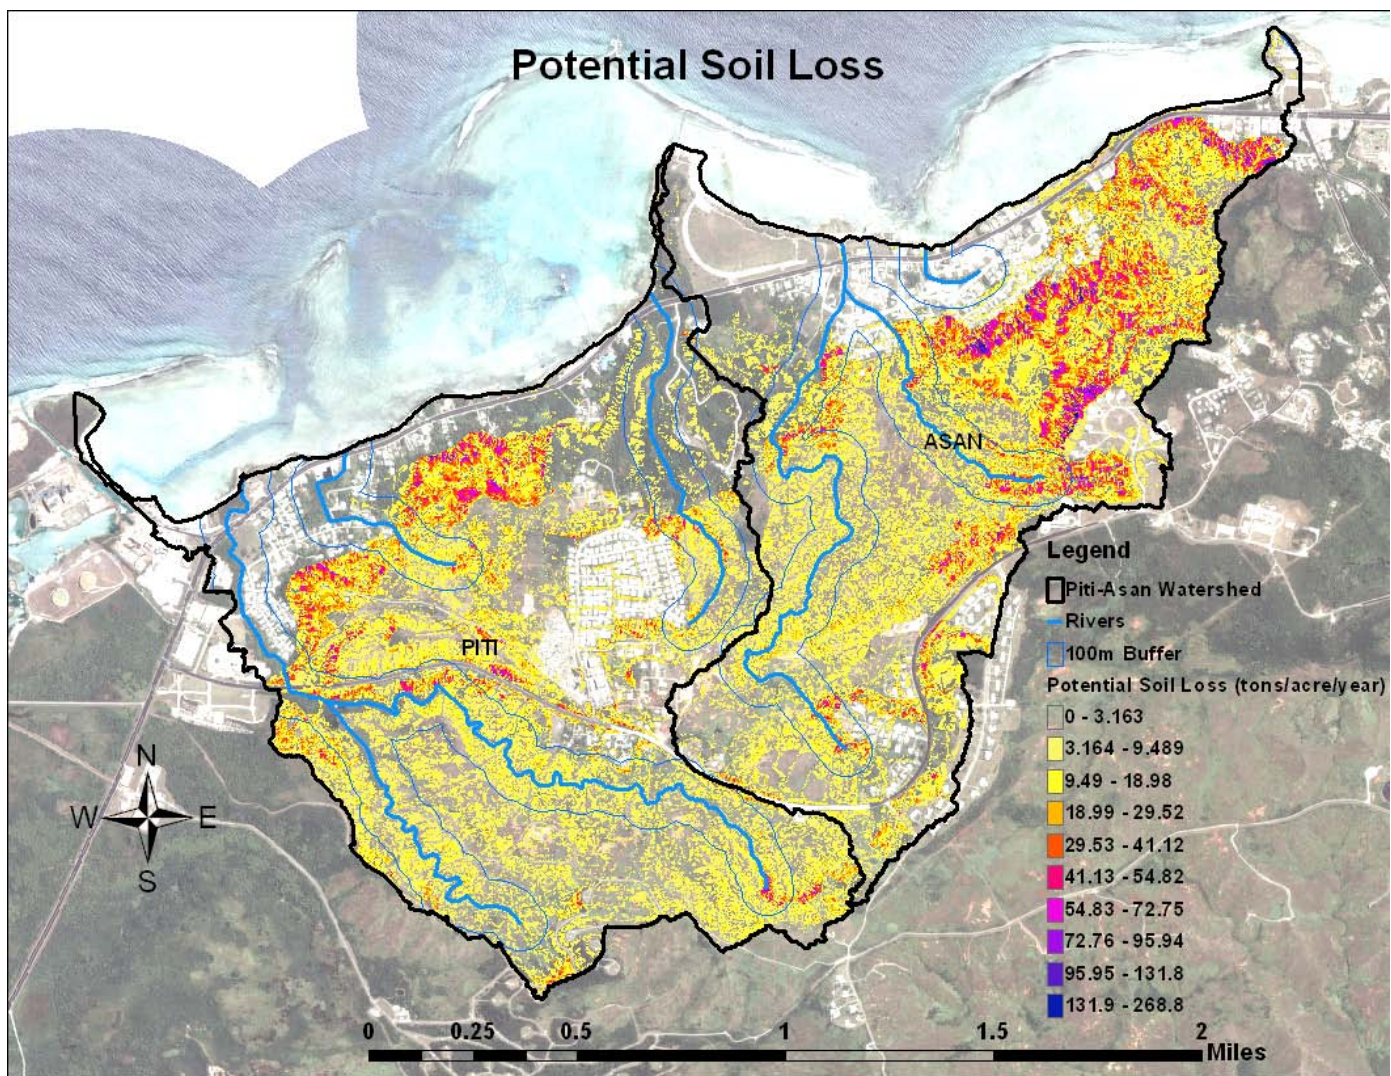 Potential Soil Loss
ASAN
PITI
Legend
Piti-Asan Watershed
Rivers
100m Buffer
Potential Soil Loss (tons/acre/year)
0 - 3.163
3.164 - 9.489
9.49 - 18.98
18.99 - 29.52
29.53 - 41.12
41.13 - 54.82
54.83 - 72.75
72.76 - 95.94
95.95 - 131.8
131.9 - 268.8
N
W E
S
0 0.25 0.5 1 1.5 2
Miles